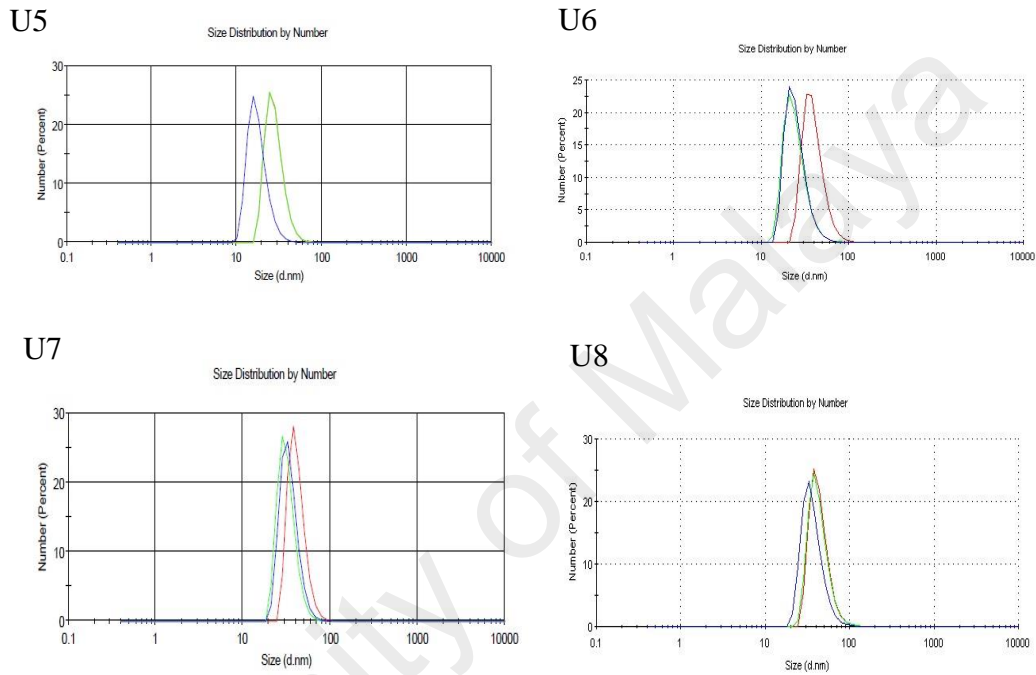 U5
Size Distribution by Number
Number (Percent)
30
20
10
0
0.1 1 10 100 1000 10000
Size (d.nm)
U6
Size Distribution by Number
Number (Percent)
25
20
15
10
5
0
0.1 1 10 100 1000 10000
Size (d.nm)
U7
Size Distribution by Number
Number (Percent)
30
20
10
0
0.1 1 10 100 1000 10000
Size (d.nm)
U8
Size Distribution by Number
Number (Percent)
30
20
10
0
0.1 1 10 100 1000 10000
Size (d.nm)
ity of Malaya